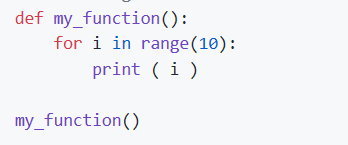 def my_function():
    for i in range(10):
        print ( i )

my_function()